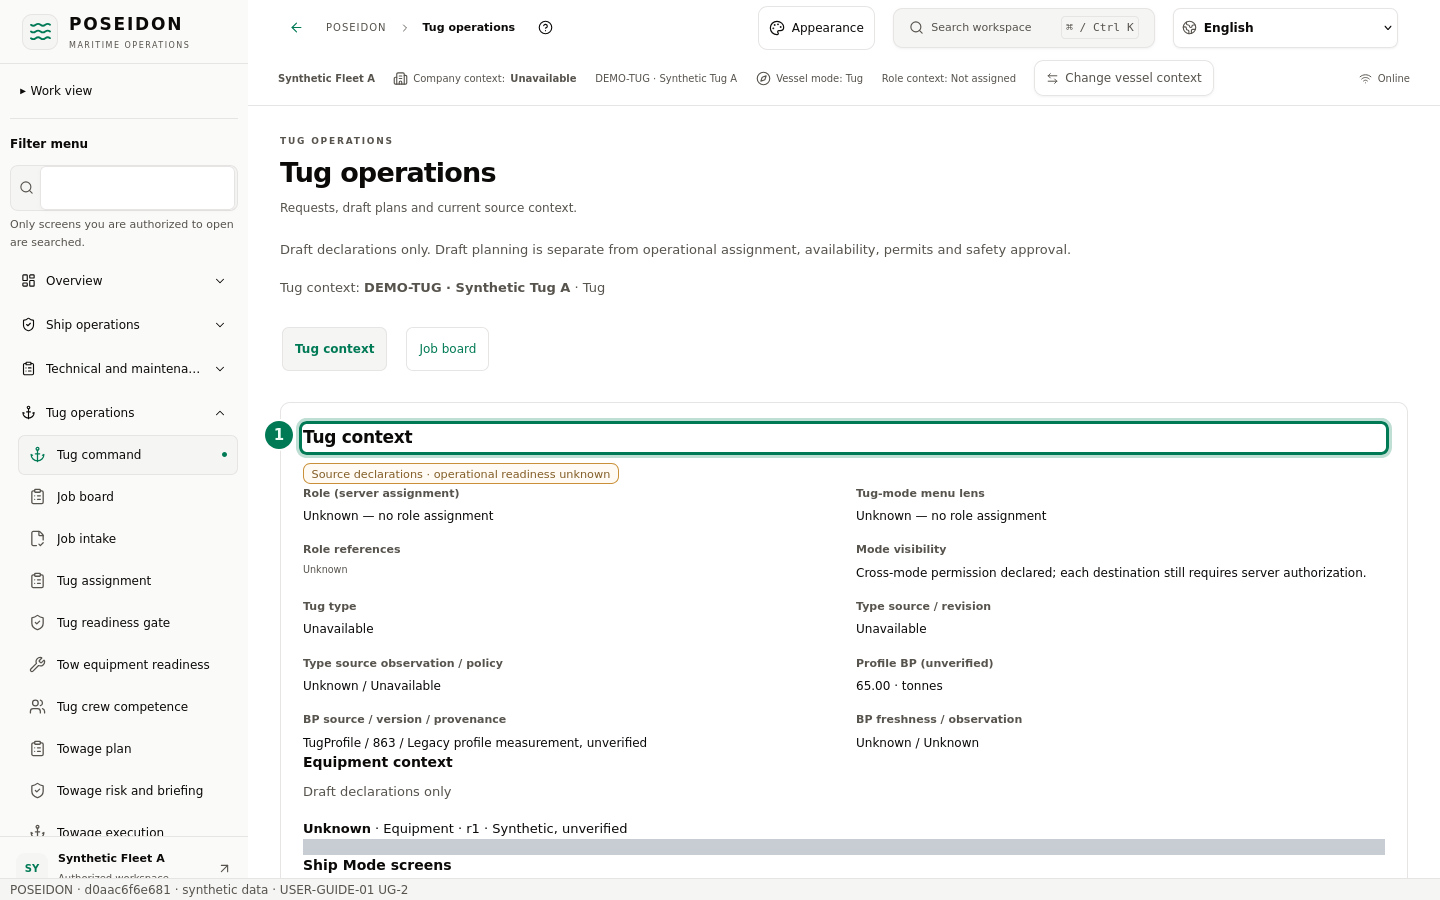 POSEIDON
MARITIME OPERATIONS
Work view
Filter menu
Only screens you are authorized to open
are searched.
Overview
Ship operations
Technical and maintena...
Tug operations
Tug command
Job board
Job intake
Tug assignment
Tug readiness gate
Tow equipment readiness
Tug crew competence
Towage plan
Towage risk and briefing
Towage execution
SY
Synthetic Fleet A
Authorized workspace
POSEIDON
Tug operations
Appearance
Search workspace
⌘ / Ctrl K
English
Synthetic Fleet A
Company context: Unavailable
DEMO-TUG · Synthetic Tug A
Vessel mode: Tug
Role context: Not assigned
Change vessel context
Online
TUG OPERATIONS
Tug operations
Requests, draft plans and current source context.
Draft declarations only. Draft planning is separate from operational assignment, availability, permits and safety approval.
Tug context: DEMO-TUG · Synthetic Tug A · Tug
Tug context
Job board
1
Tug context
Source declarations · operational readiness unknown
Role (server assignment)
Unknown — no role assignment
Tug-mode menu lens
Unknown — no role assignment
Role references
Unknown
Mode visibility
Cross-mode permission declared; each destination still requires server authorization.
Tug type
Unavailable
Type source / revision
Unavailable
Type source observation / policy
Unknown / Unavailable
Profile BP (unverified)
65.00 · tonnes
BP source / version / provenance
TugProfile / 863 / Legacy profile measurement, unverified
BP freshness / observation
Unknown / Unknown
Equipment context
Draft declarations only
Unknown · Equipment · r1 · Synthetic, unverified
Ship Mode screens
POSEIDON · d0aac6f6e681 · synthetic data · USER-GUIDE-01 UG-2